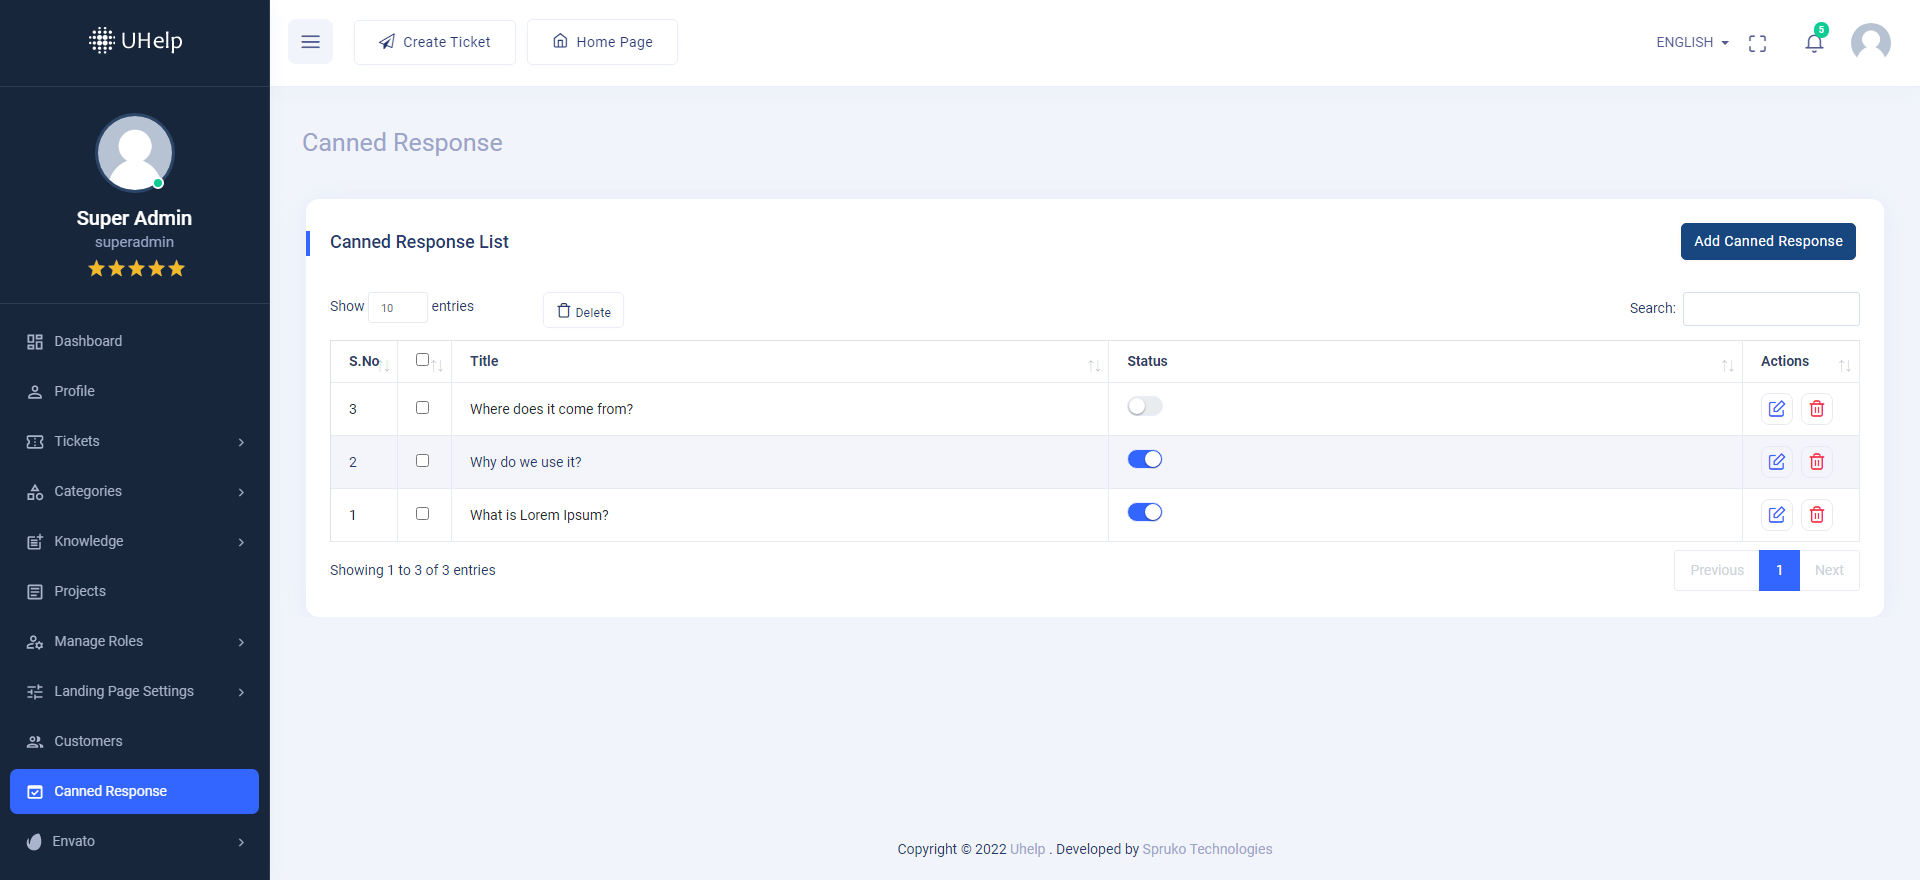 UHelp
Create Ticket
Home Page
ENGLISH
5
Super Admin
superadmin
Dashboard
Profile
Tickets
Categories
Knowledge
Projects
Manage Roles
Landing Page Settings
Customers
Canned Response
Envato
Canned Response
Canned Response List
Add Canned Response
Show 10 entries
Delete
Search:
S.No Title Status Actions
3 Where does it come from?
2 Why do we use it?
1 What is Lorem Ipsum?
Showing 1 to 3 of 3 entries
Previous 1 Next
Copyright © 2022 Uhelp . Developed by Spruko Technologies